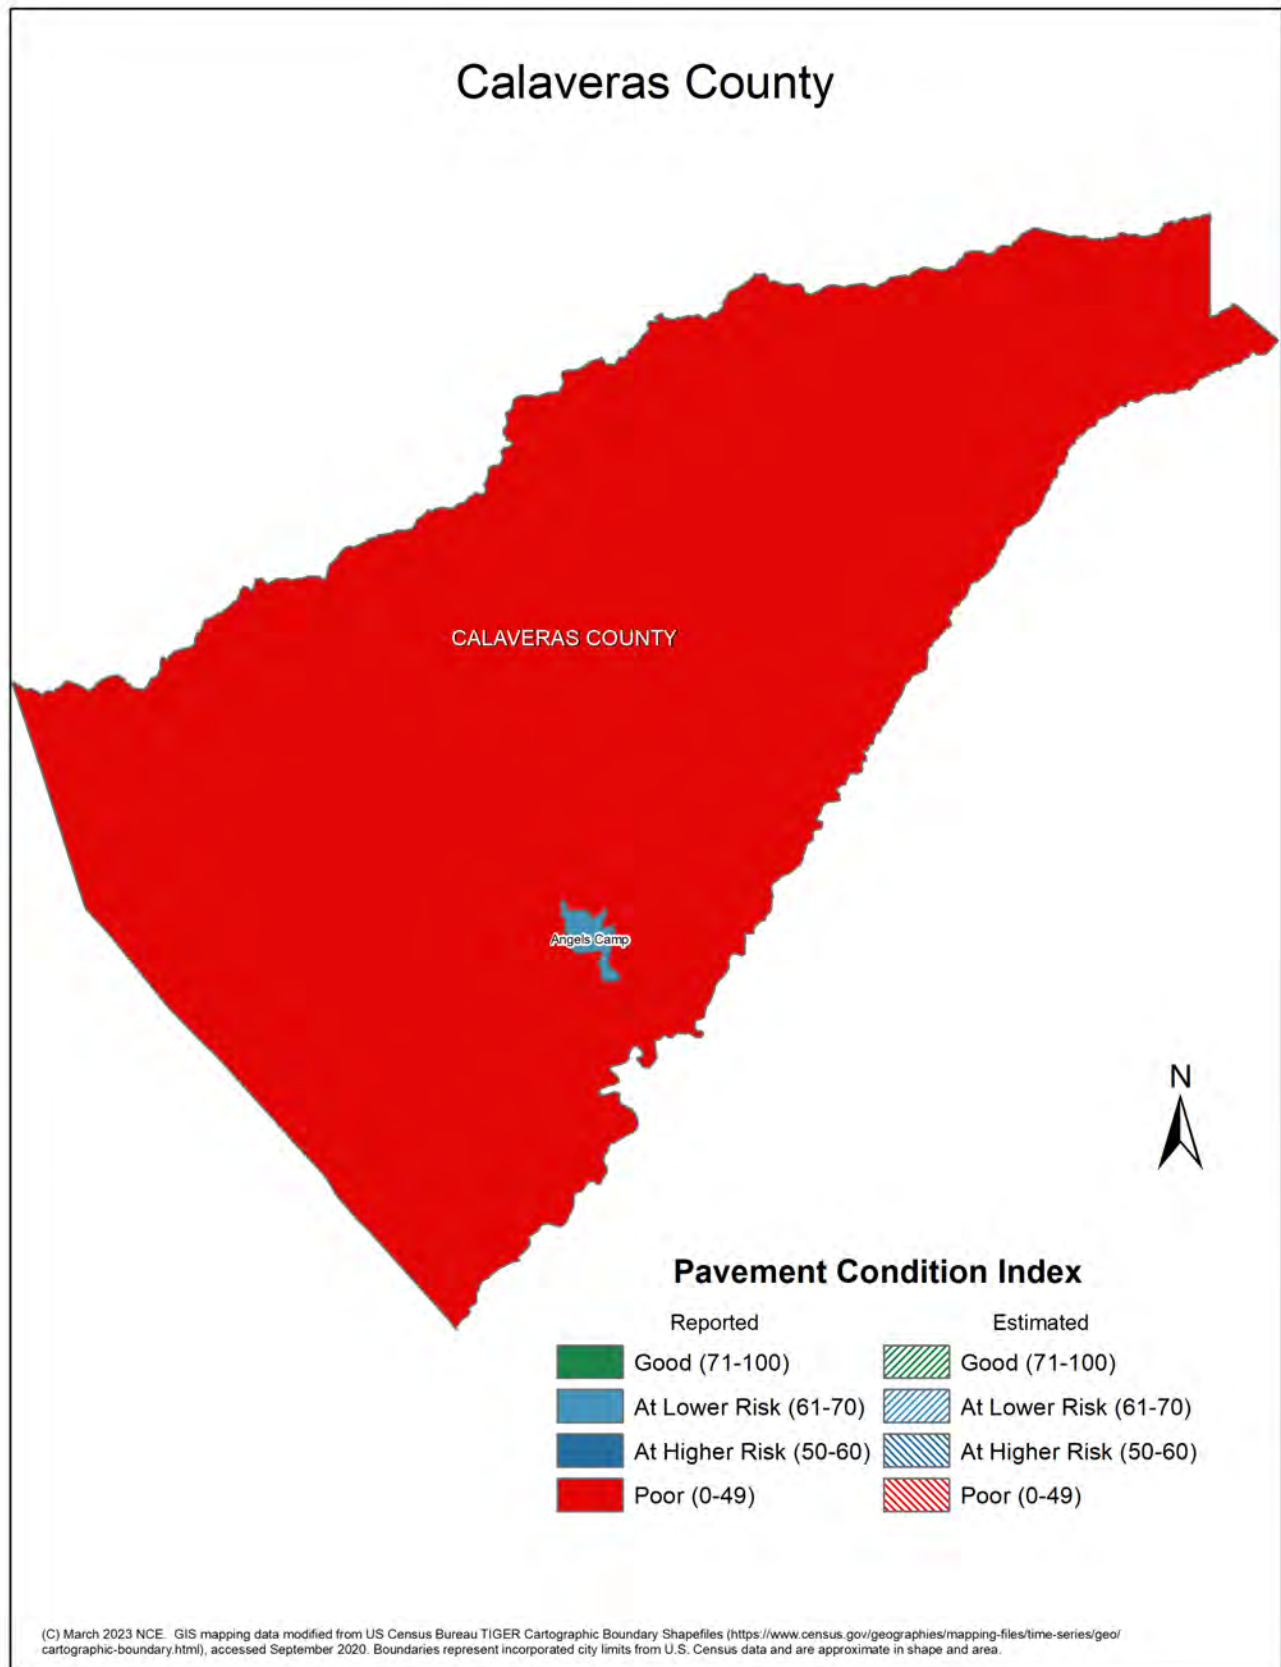 Calaveras County
CALAVERAS COUNTY
Angels Camp
N
Pavement Condition Index
Reported
Good (71-100)
At Lower Risk (61-70)
At Higher Risk (50-60)
Poor (0-49)
Estimated
Good (71-100)
At Lower Risk (61-70)
At Higher Risk (50-60)
Poor (0-49)
(C) March 2023 NCE. GIS mapping data modified from US Census Bureau TIGER Cartographic Boundary Shapefiles (https://www.census.gov/geographies/mapping-files/time-series/geo/
cartographic-boundary.html), accessed September 2020. Boundaries represent incorporated city limits from U.S. Census data and are approximate in shape and area.